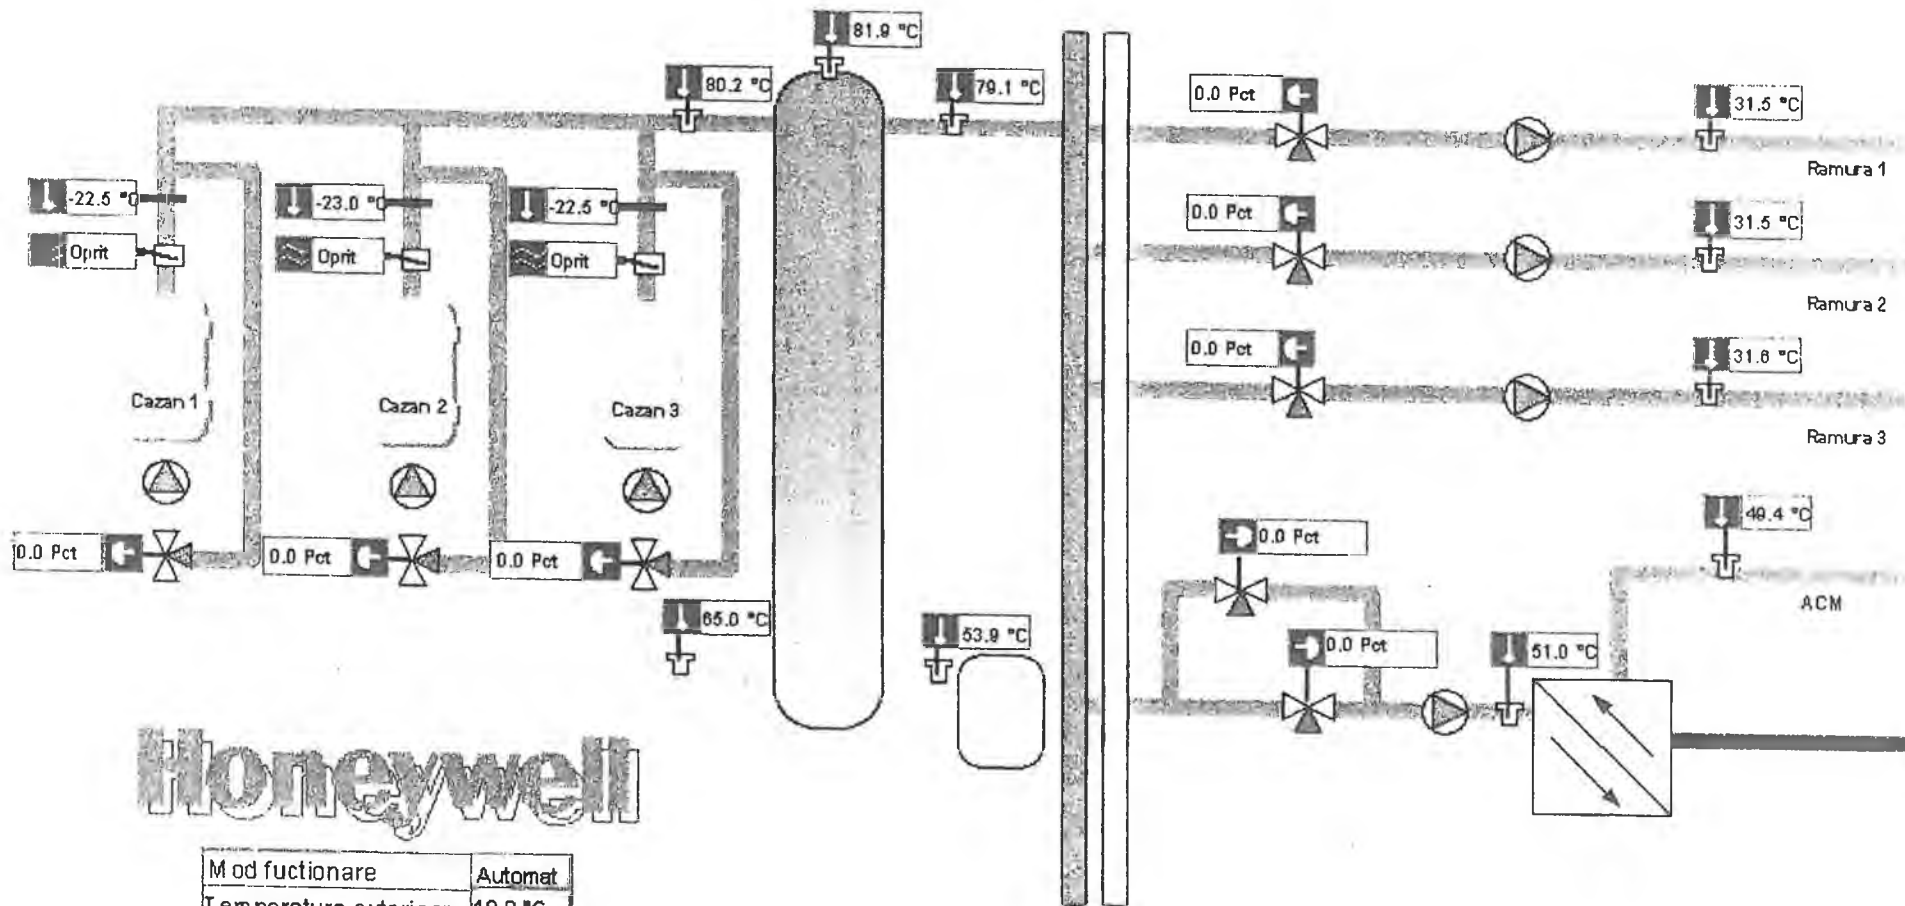 81.9 °C
80.2 °C
79.1 °C
0.0 Pct
31.5 °C
Ramura 1
-22.5 °C
-23.0 °C
-22.5 °C
0.0 Pct
31.5 °C
Oprit
Oprit
Oprit
Ramura 2
0.0 Pct
31.6 °C
Cazan 1
Cazan 2
Cazan 3
Ramura 3
49.4 °C
0.0 Pct
0.0 Pct
0.0 Pct
0.0 Pct
ACM
65.0 °C
53.9 °C
0.0 Pct
51.0 °C
Honeywell
Mod fuctionare Automat